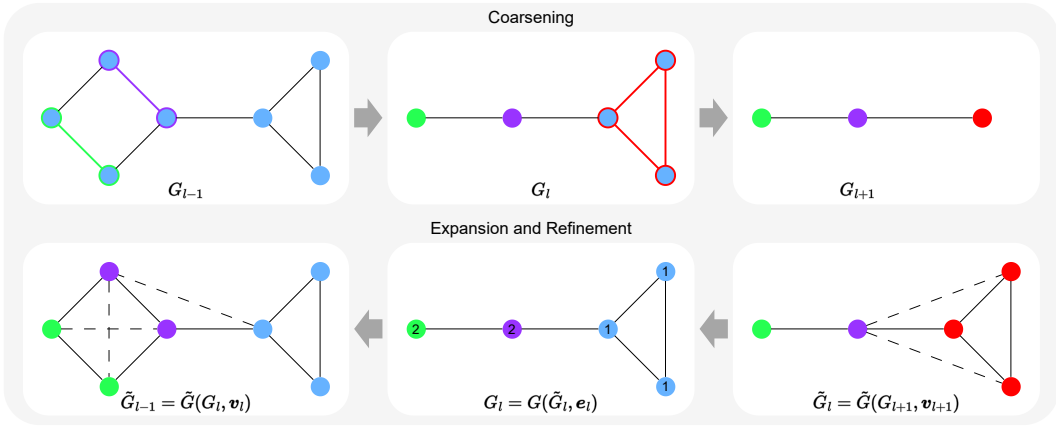 Coarsening
G_{l−1}
G_l
G_{l+1}
Expansion and Refinement
1
2 2 1
1
G̃_{l−1} = G̃(G_l, v_l)
G_l = G(G̃_l, e_l)
G̃_l = G̃(G_{l+1}, v_{l+1})